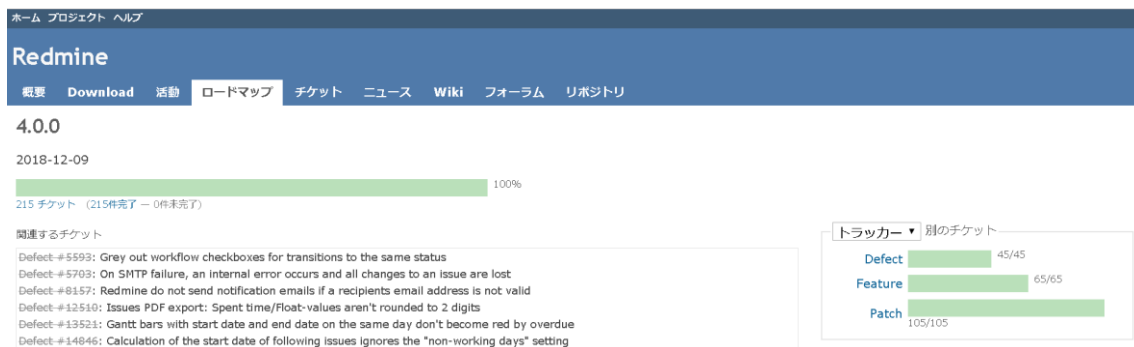 ホーム プロジェクト ヘルプ
Redmine
概要 Download 活動 ロードマップ チケット ニュース Wiki フォーラム リポジトリ
4.0.0
2018-12-09
100%
215 チケット (215件完了 — 0件未完了)
関連するチケット
Defect #5593: Grey out workflow checkboxes for transitions to the same status
Defect #5703: On SMTP failure, an internal error occurs and all changes to an issue are lost
Defect #8157: Redmine do not send notification emails if a recipients email address is not valid
Defect #12510: Issues PDF export: Spent time/Float-values aren't rounded to 2 digits
Defect #13521: Gantt bars with start date and end date on the same day don't become red by overdue
Defect #14846: Calculation of the start date of following issues ignores the "non-working days" setting
トラッカー ▼ 別のチケット
Defect 45/45
Feature 65/65
Patch 105/105